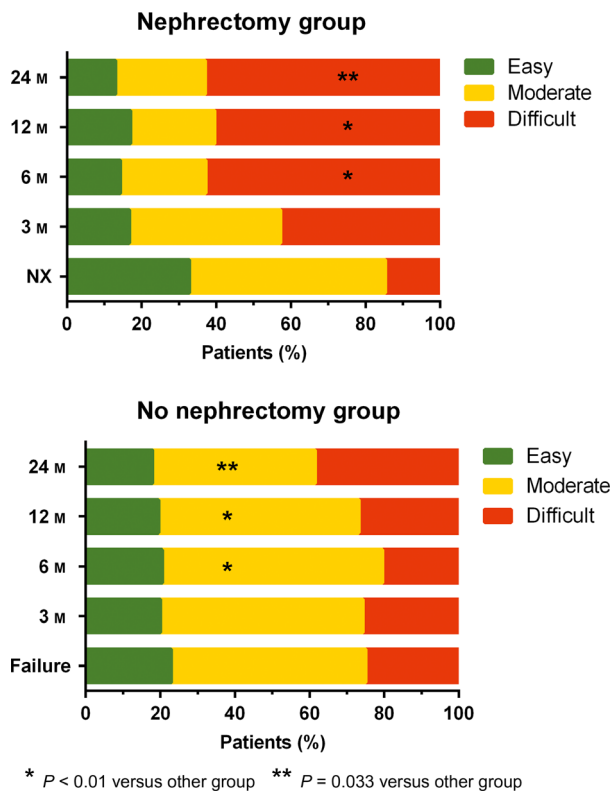 Nephrectomy group
24 M
**
Easy
Moderate
Difficult
12 M
*
6 M
*
3 M
NX
0 20 40 60 80 100
Patients (%)
No nephrectomy group
24 M
**
Easy
Moderate
Difficult
12 M
*
6 M
*
3 M
Failure
0 20 40 60 80 100
Patients (%)
* P < 0.01 versus other group ** P = 0.033 versus other group